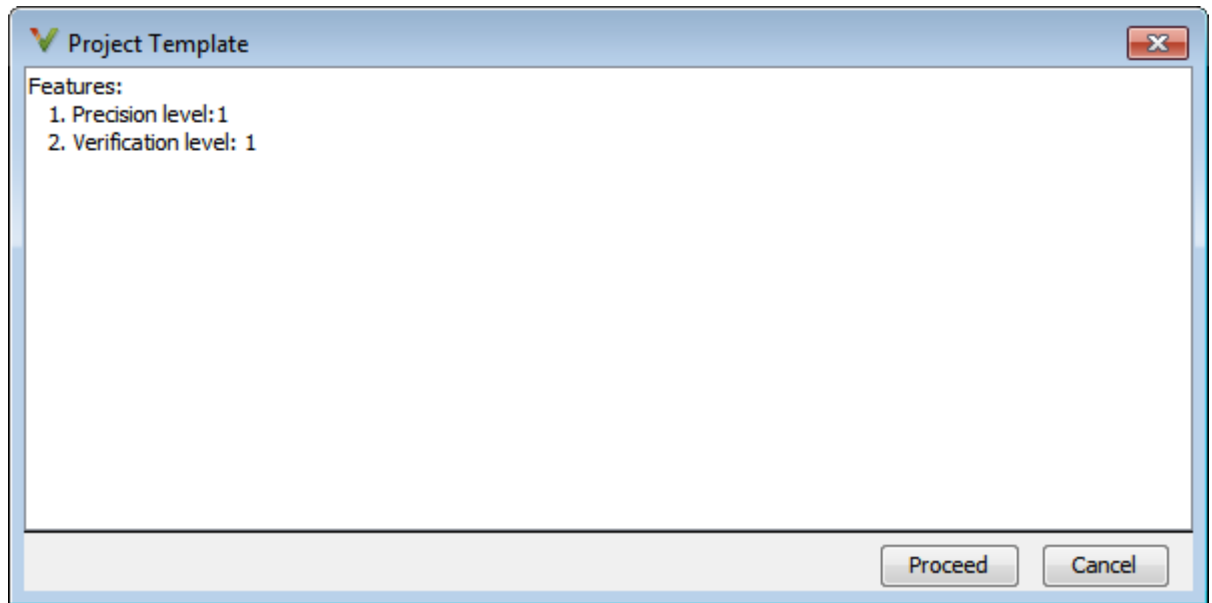 Project Template
Features:
1. Precision level:1
2. Verification level: 1
Proceed Cancel